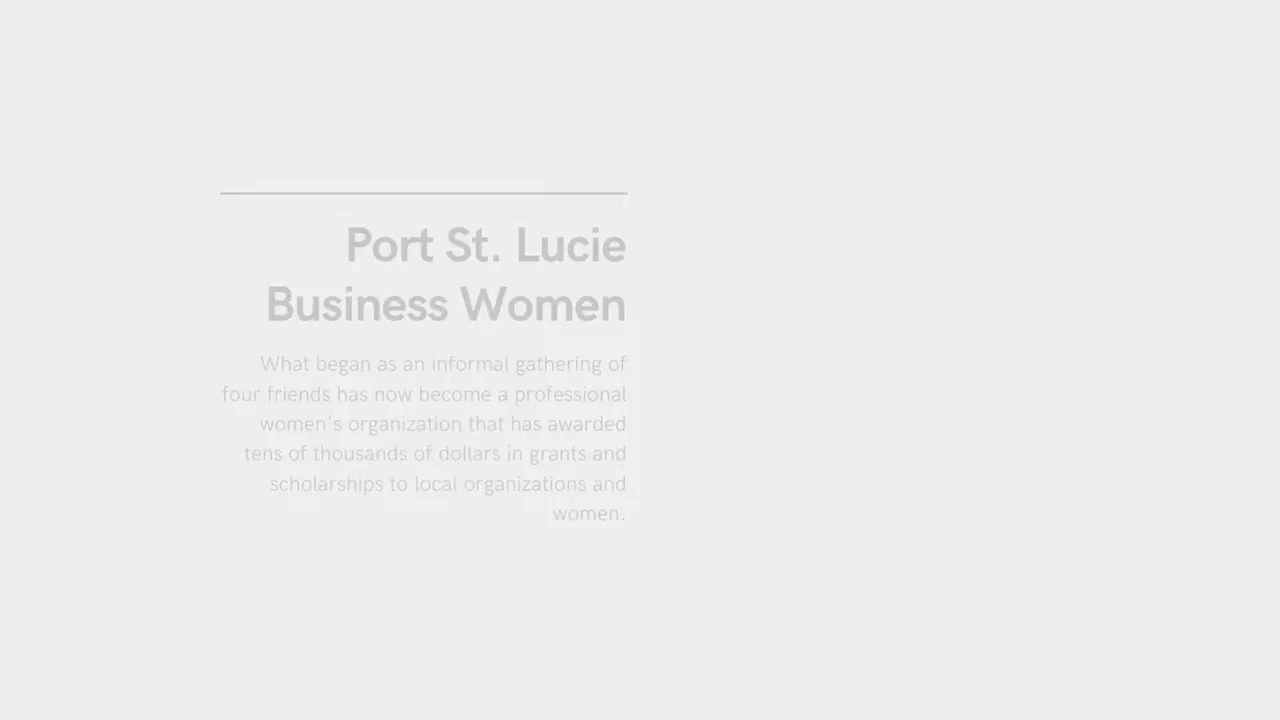 Port St. Lucie
Business Women
What began as an informal gathering of
four friends has now become a professional
women's organization that has awarded
tens of thousands of dollars in grants and
scholarships to local organizations and
women.